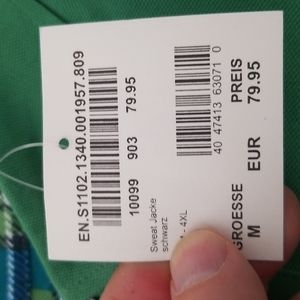 EN.S1102.1340.001957.809
10099 903 79.95
Sweat Jacke
schwarz
- 4XL
40 47413 63071 0
GROESSE PREIS
M EUR 79.95